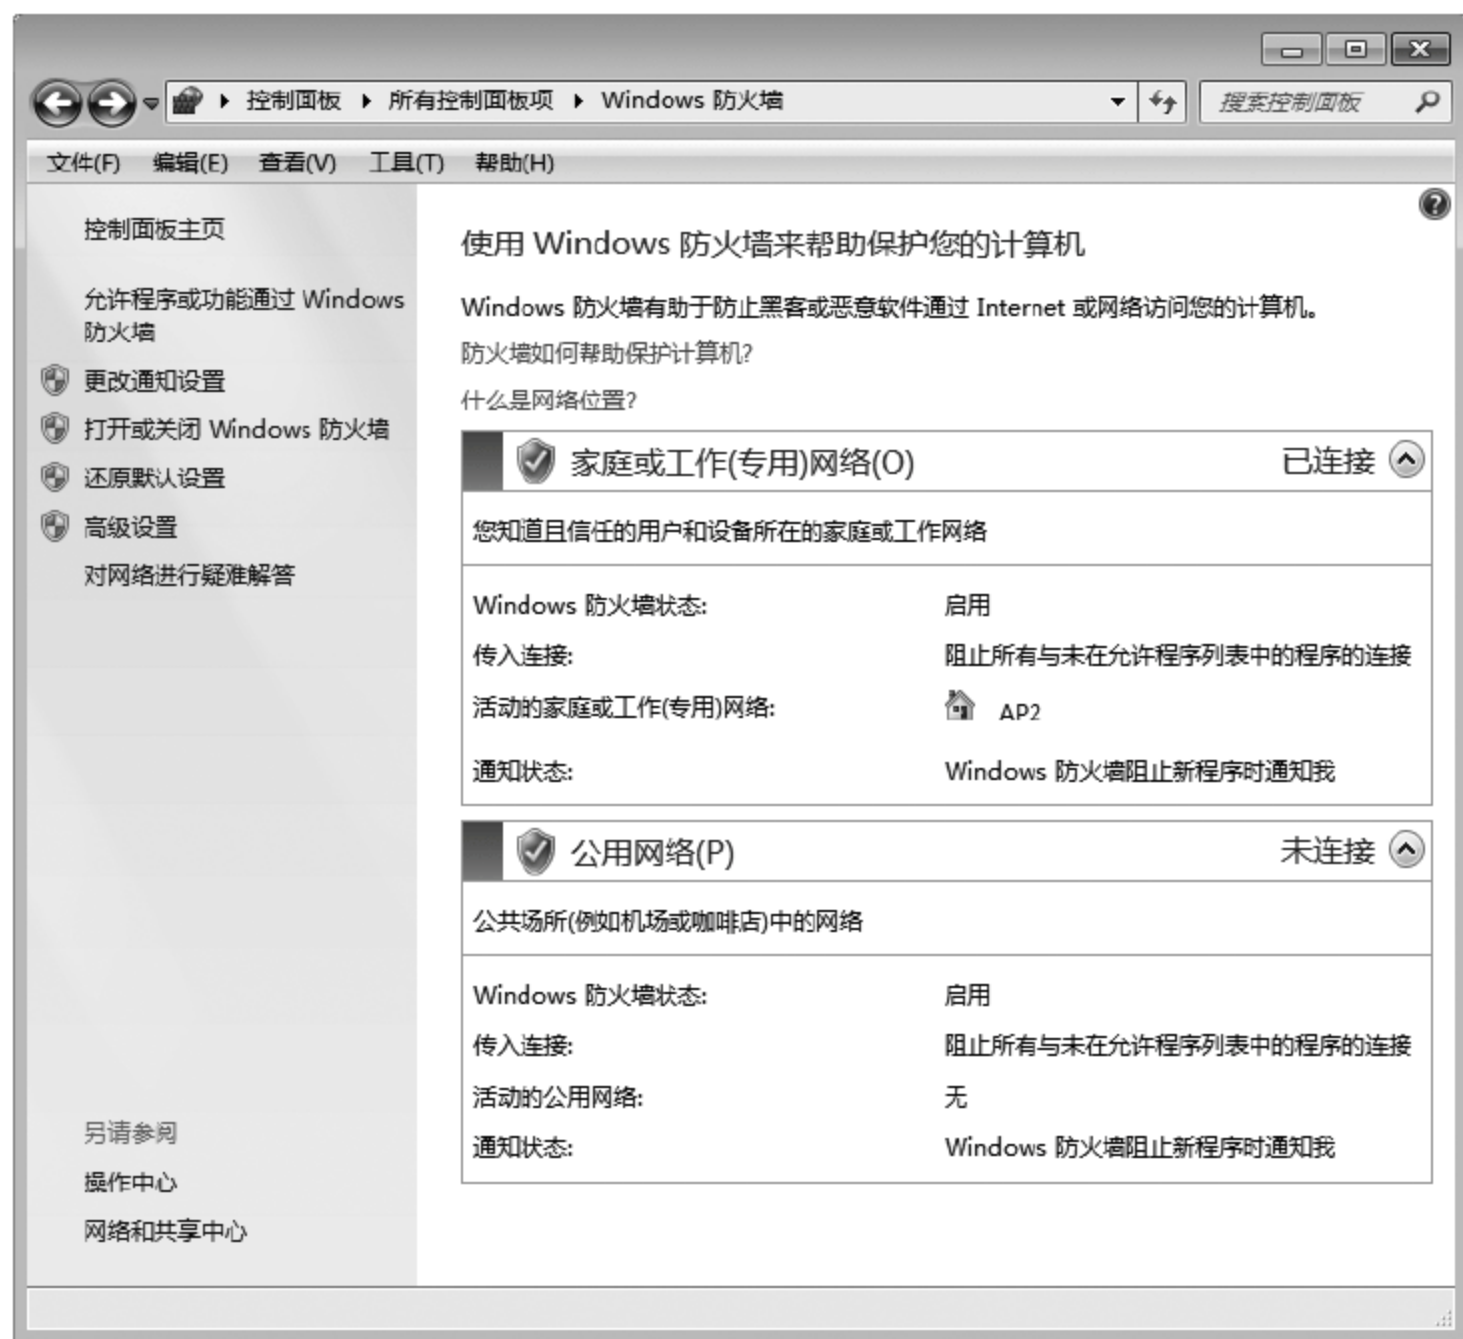 控制面板 所有控制面板项 Windows 防火墙
搜索控制面板
文件(F) 编辑(E) 查看(V) 工具(T) 帮助(H)
控制面板主页
允许程序或功能通过 Windows
防火墙
更改通知设置
打开或关闭 Windows 防火墙
还原默认设置
高级设置
对网络进行疑难解答
另请参阅
操作中心
网络和共享中心
使用 Windows 防火墙来帮助保护您的计算机
Windows 防火墙有助于防止黑客或恶意软件通过 Internet 或网络访问您的计算机。
防火墙如何帮助保护计算机?
什么是网络位置?
家庭或工作(专用)网络(O) 已连接
您知道且信任的用户和设备所在的家庭或工作网络
Windows 防火墙状态: 启用
传入连接: 阻止所有与未在允许程序列表中的程序的连接
活动的家庭或工作(专用)网络: AP2
通知状态: Windows 防火墙阻止新程序时通知我
公用网络(P) 未连接
公共场所(例如机场或咖啡店)中的网络
Windows 防火墙状态: 启用
传入连接: 阻止所有与未在允许程序列表中的程序的连接
活动的公用网络: 无
通知状态: Windows 防火墙阻止新程序时通知我